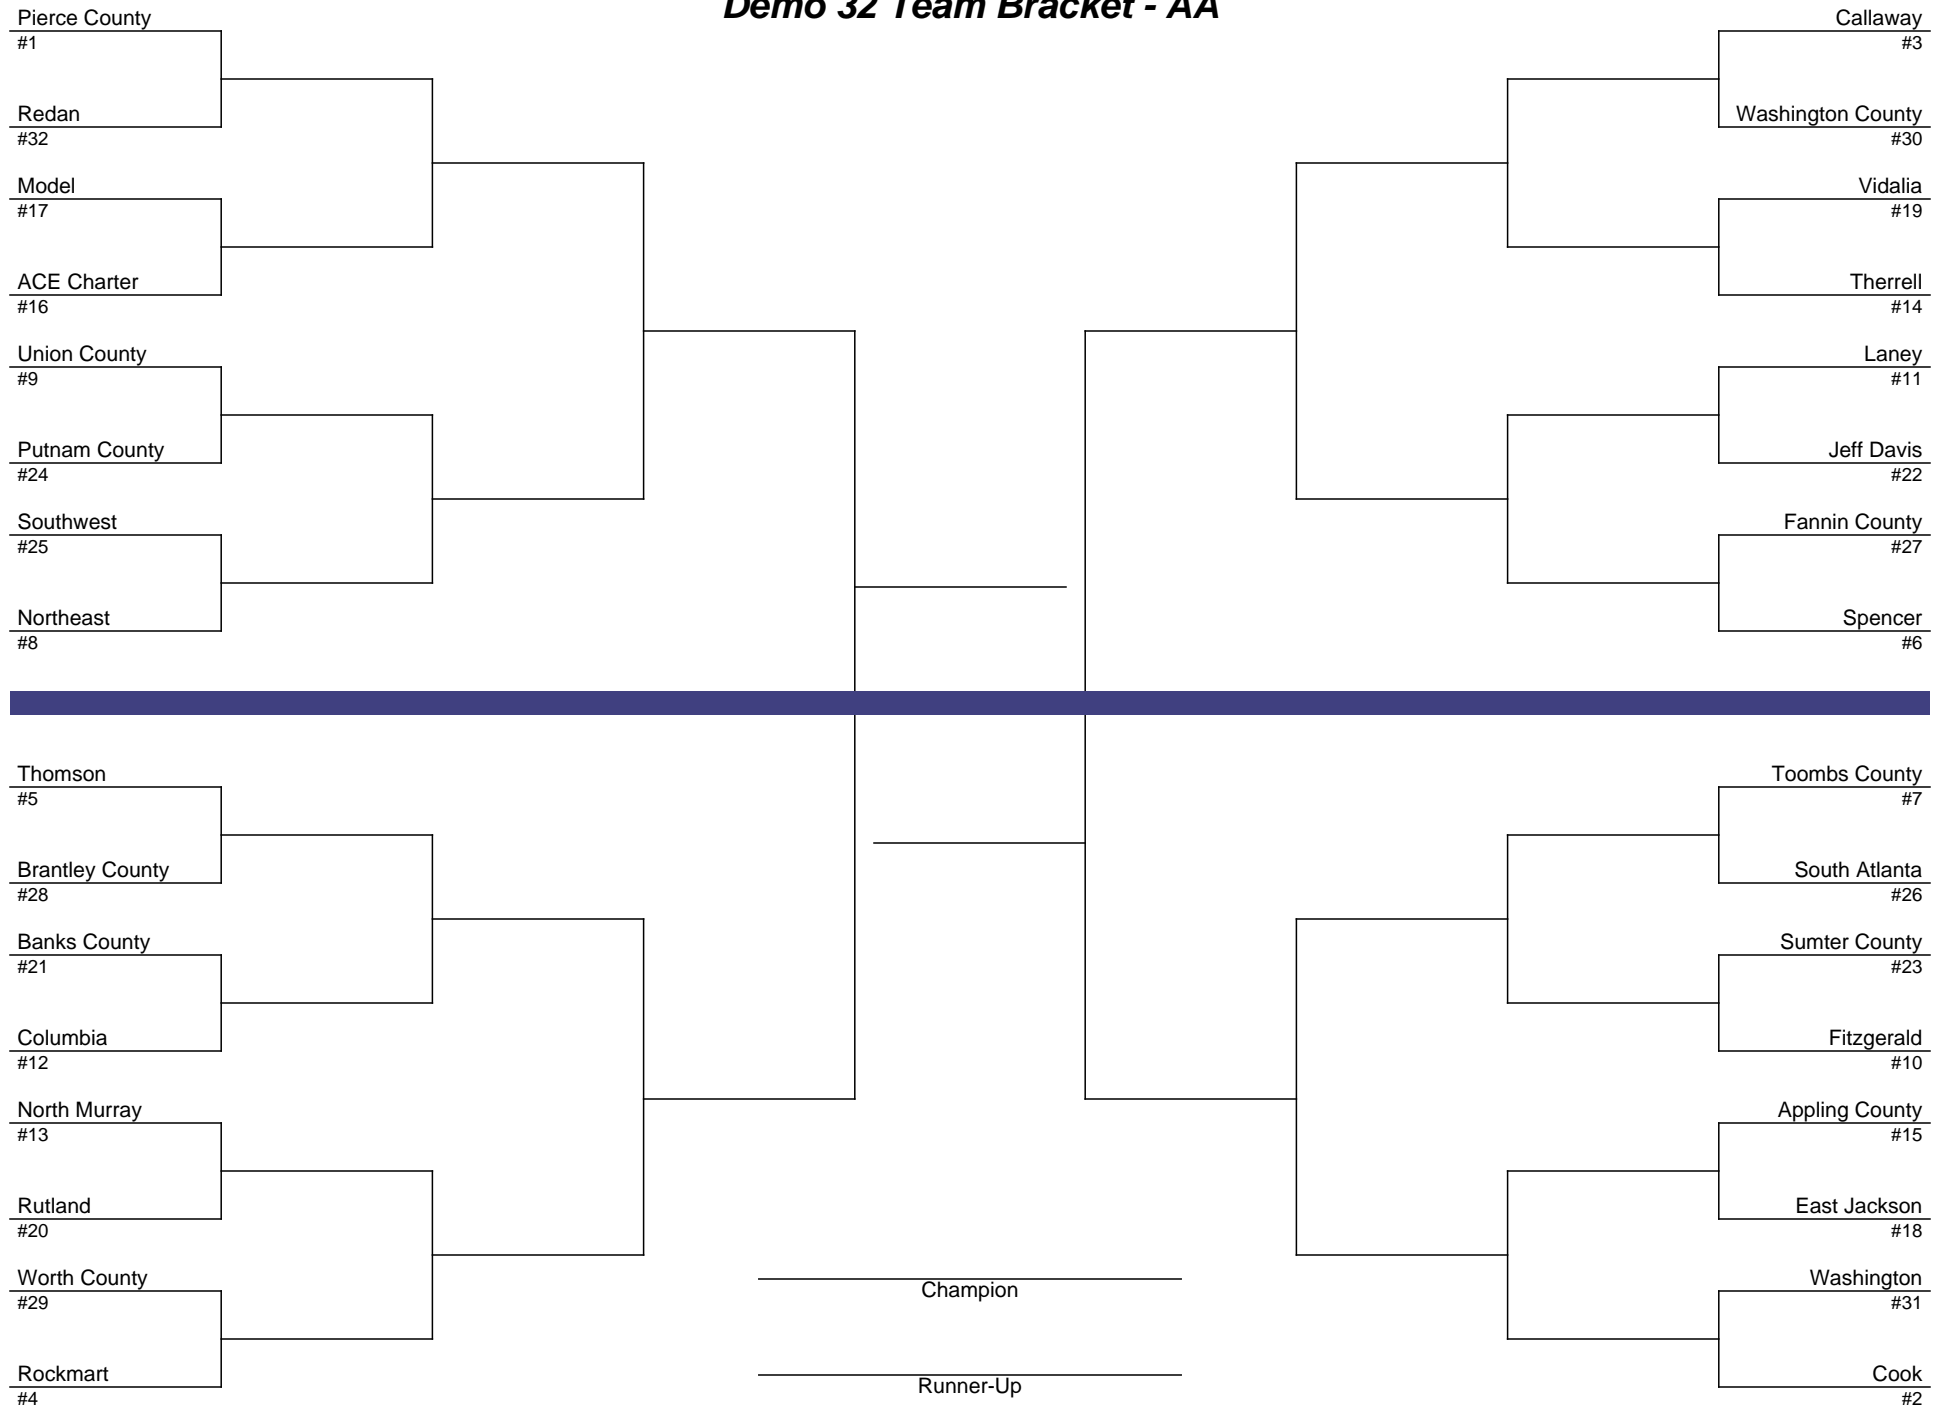 Demo 32 Team Bracket - AA
Pierce County
#1
Redan
#32
Model
#17
ACE Charter
#16
Union County
#9
Putnam County
#24
Southwest
#25
Northeast
#8
Thomson
#5
Brantley County
#28
Banks County
#21
Columbia
#12
North Murray
#13
Rutland
#20
Worth County
#29
Rockmart
#4
Callaway
#3
Washington County
#30
Vidalia
#19
Therrell
#14
Laney
#11
Jeff Davis
#22
Fannin County
#27
Spencer
#6
Toombs County
#7
South Atlanta
#26
Sumter County
#23
Fitzgerald
#10
Appling County
#15
East Jackson
#18
Washington
#31
Cook
#2
Champion
Runner-Up